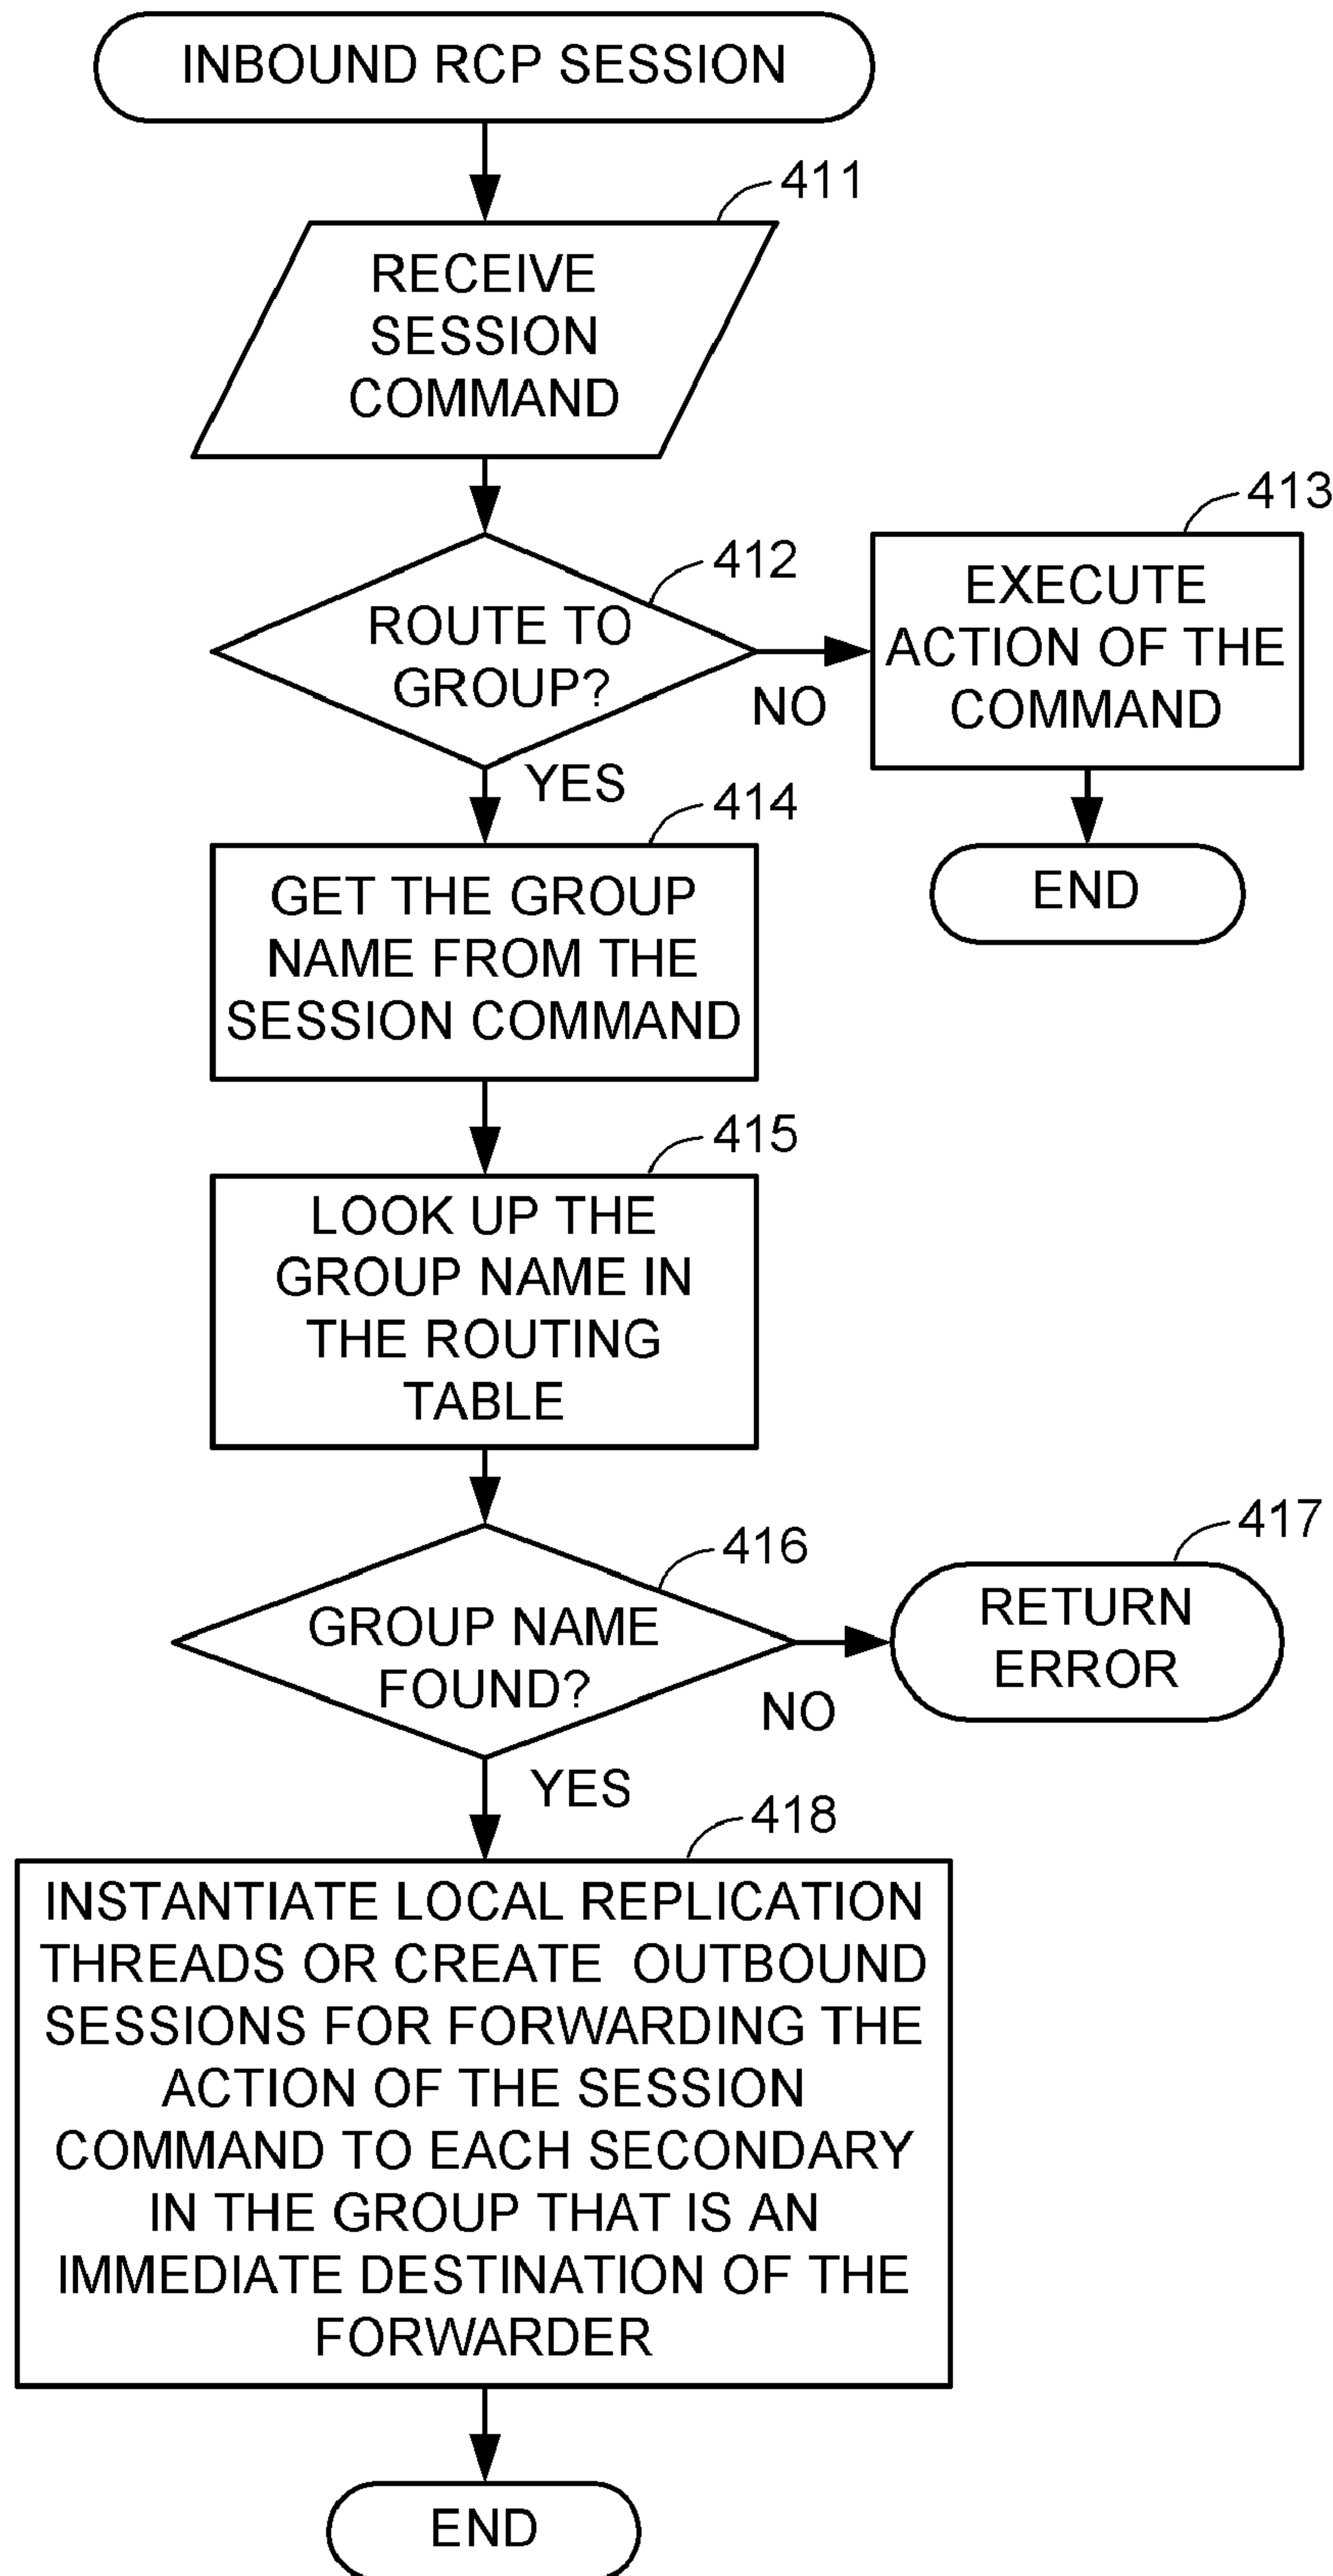 INBOUND RCP SESSION
411
RECEIVE
SESSION
COMMAND
412
ROUTE TO
GROUP?
NO
YES
413
EXECUTE
ACTION OF THE
COMMAND
END
414
GET THE GROUP
NAME FROM THE
SESSION COMMAND
415
LOOK UP THE
GROUP NAME IN
THE ROUTING
TABLE
416
GROUP NAME
FOUND?
NO
YES
417
RETURN
ERROR
418
INSTANTIATE LOCAL REPLICATION
THREADS OR CREATE OUTBOUND
SESSIONS FOR FORWARDING THE
ACTION OF THE SESSION
COMMAND TO EACH SECONDARY
IN THE GROUP THAT IS AN
IMMEDIATE DESTINATION OF THE
FORWARDER
END